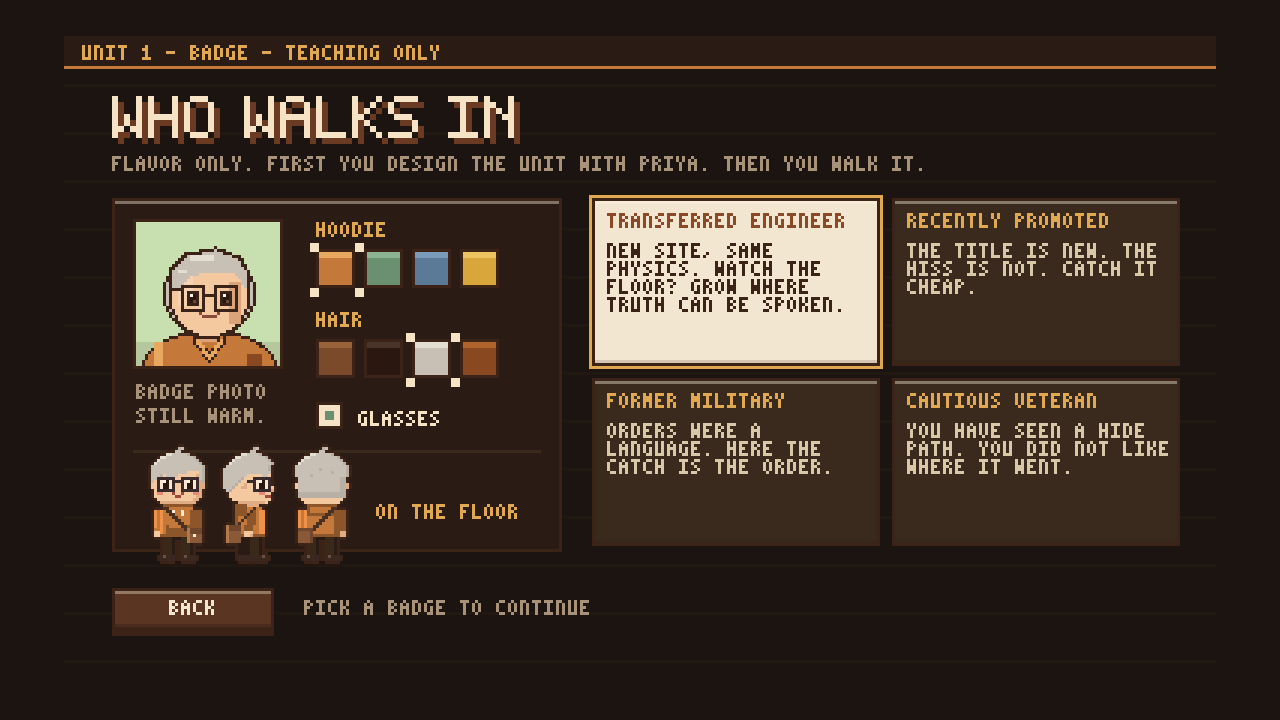 UNIT 1 - BADGE - TEACHING ONLY
WHO WALKS IN
FLAVOR ONLY. FIRST YOU DESIGN THE UNIT WITH PRIYA. THEN YOU WALK IT.
HOODIE
HAIR
GLASSES
BADGE PHOTO
STILL WARM.
ON THE FLOOR
TRANSFERRED ENGINEER
NEW SITE, SAME
PHYSICS. WATCH THE
FLOOR? GROW WHERE
TRUTH CAN BE SPOKEN.
RECENTLY PROMOTED
THE TITLE IS NEW. THE
HISS IS NOT. CATCH IT
CHEAP.
FORMER MILITARY
ORDERS WERE A
LANGUAGE. HERE THE
CATCH IS THE ORDER.
CAUTIOUS VETERAN
YOU HAVE SEEN A HIDE
PATH. YOU DID NOT LIKE
WHERE IT WENT.
BACK
PICK A BADGE TO CONTINUE